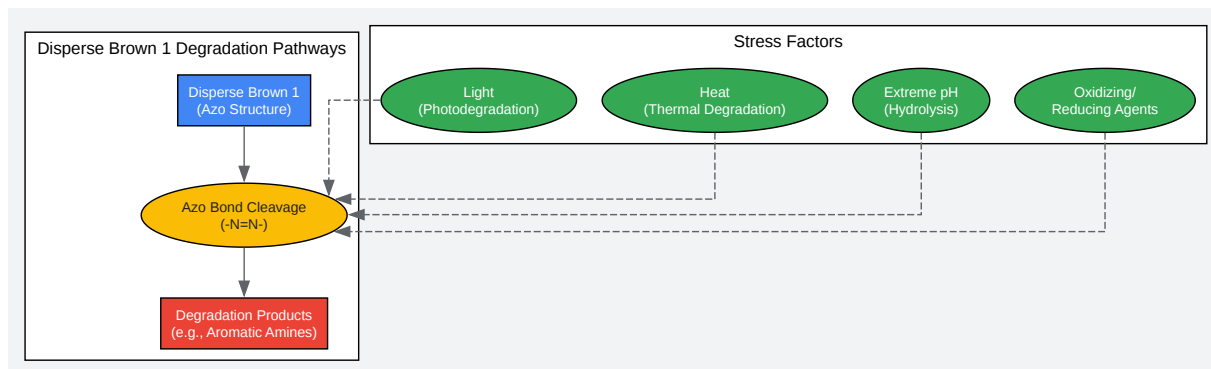 Disperse Brown 1 Degradation Pathways
Disperse Brown 1
(Azo Structure)
Azo Bond Cleavage
(-N=N-)
Degradation Products
(e.g., Aromatic Amines)
Stress Factors
Light
(Photodegradation)
Heat
(Thermal Degradation)
Extreme pH
(Hydrolysis)
Oxidizing/
Reducing Agents